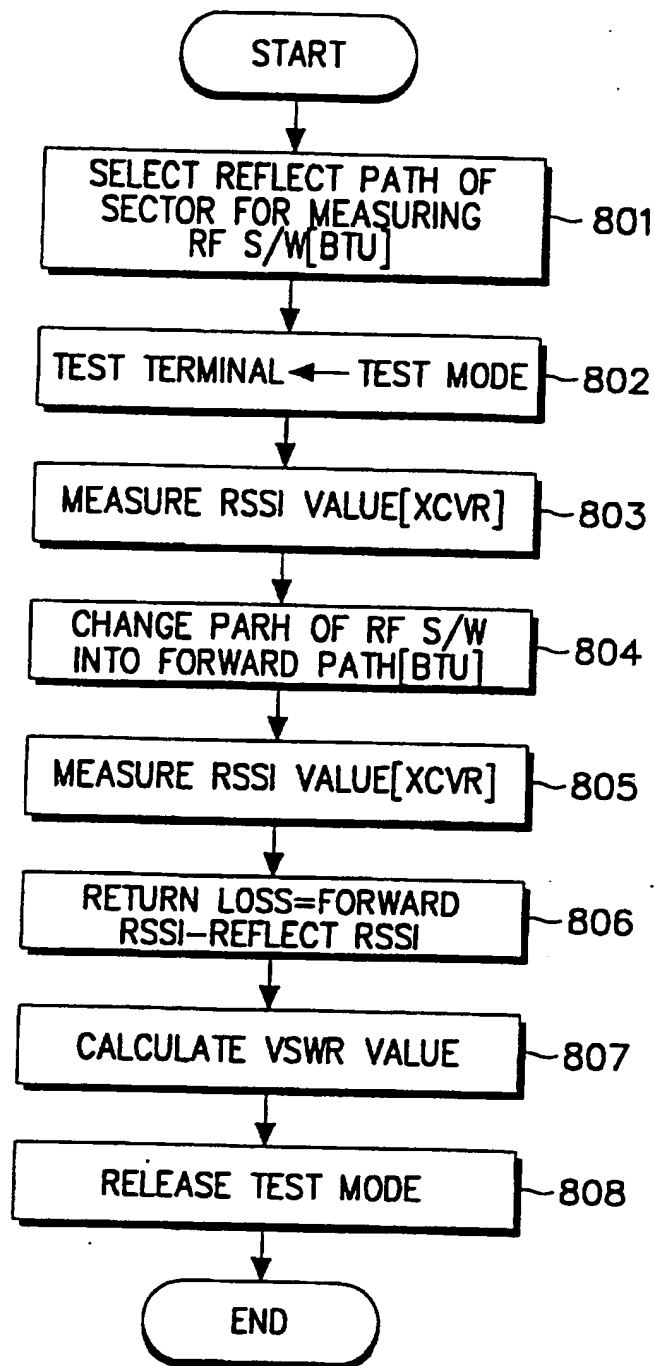 START
SELECT REFLECT PATH OF
SECTOR FOR MEASURING
RF S/W[BTU]
801
TEST TERMINAL ← TEST MODE
802
MEASURE RSSI VALUE[XCVR]
803
CHANGE PARH OF RF S/W
INTO FORWARD PATH[BTU]
804
MEASURE RSSI VALUE[XCVR]
805
RETURN LOSS=FORWARD
RSSI-REFLECT RSSI
806
CALCULATE VSWR VALUE
807
RELEASE TEST MODE
808
END